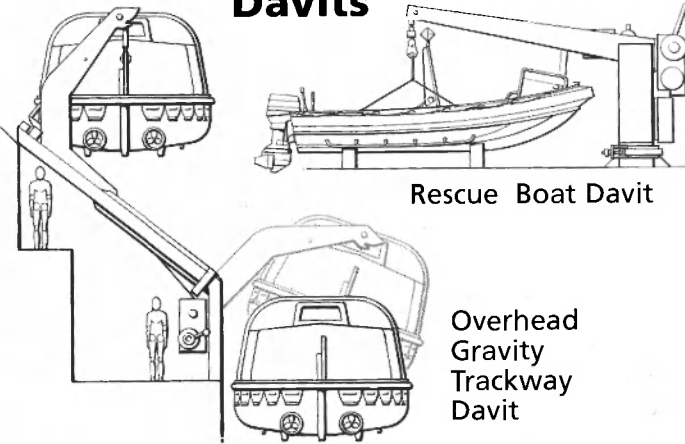 Davits
Rescue Boat Davit
Overhead
Gravity
Trackway
Davit